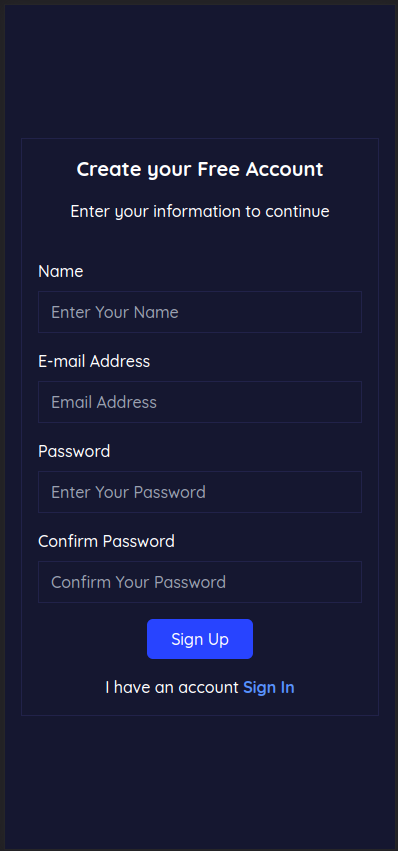 Create your Free Account
Enter your information to continue
Name
Enter Your Name
E-mail Address
Email Address
Password
Enter Your Password
Confirm Password
Confirm Your Password
Sign Up
I have an account Sign In